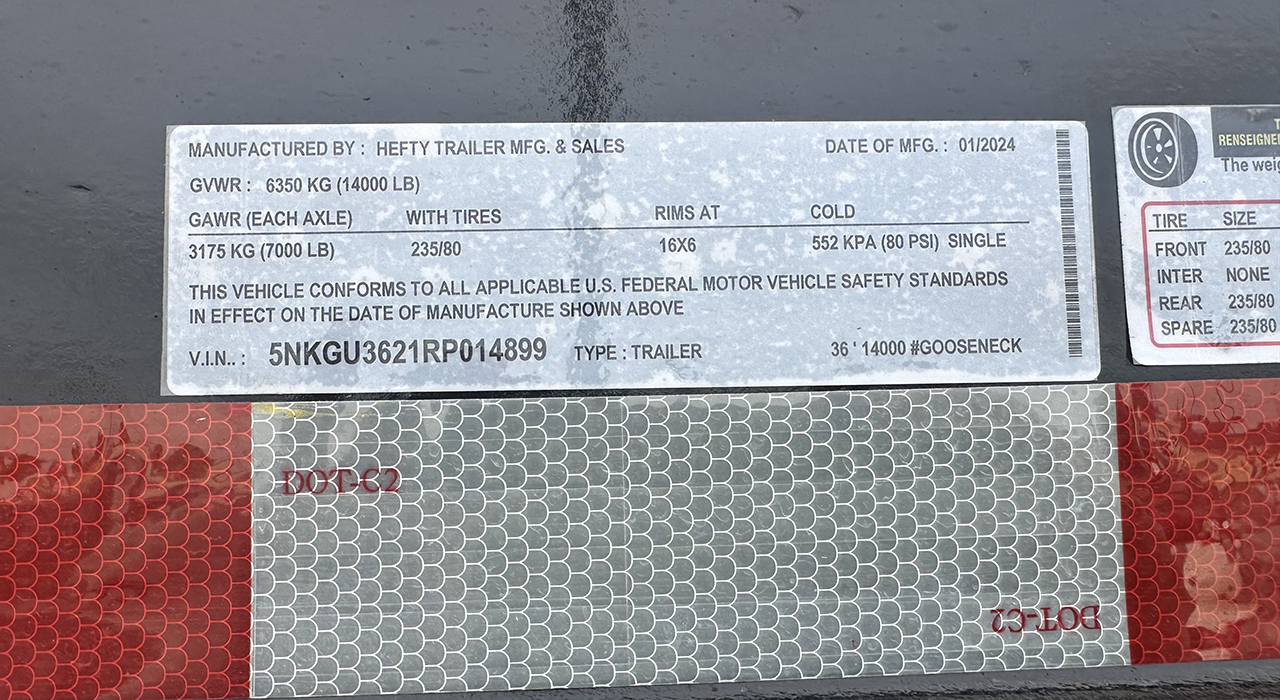 MANUFACTURED BY : HEFTY TRAILER MFG. & SALES DATE OF MFG. : 01/2024
GVWR : 6350 KG (14000 LB)
GAWR (EACH AXLE) WITH TIRES RIMS AT COLD
3175 KG (7000 LB) 235/80 16X6 552 KPA (80 PSI) SINGLE
THIS VEHICLE CONFORMS TO ALL APPLICABLE U.S. FEDERAL MOTOR VEHICLE SAFETY STANDARDS
IN EFFECT ON THE DATE OF MANUFACTURE SHOWN ABOVE
V.I.N.. : 5NKGU3621RP014899 TYPE : TRAILER 36 ' 14000 #GOOSENECK
The
TIRE SIZE
FRONT 235/80
INTER NONE
REAR 235/80
SPARE 235/80
DOT-C2
DOT-C2